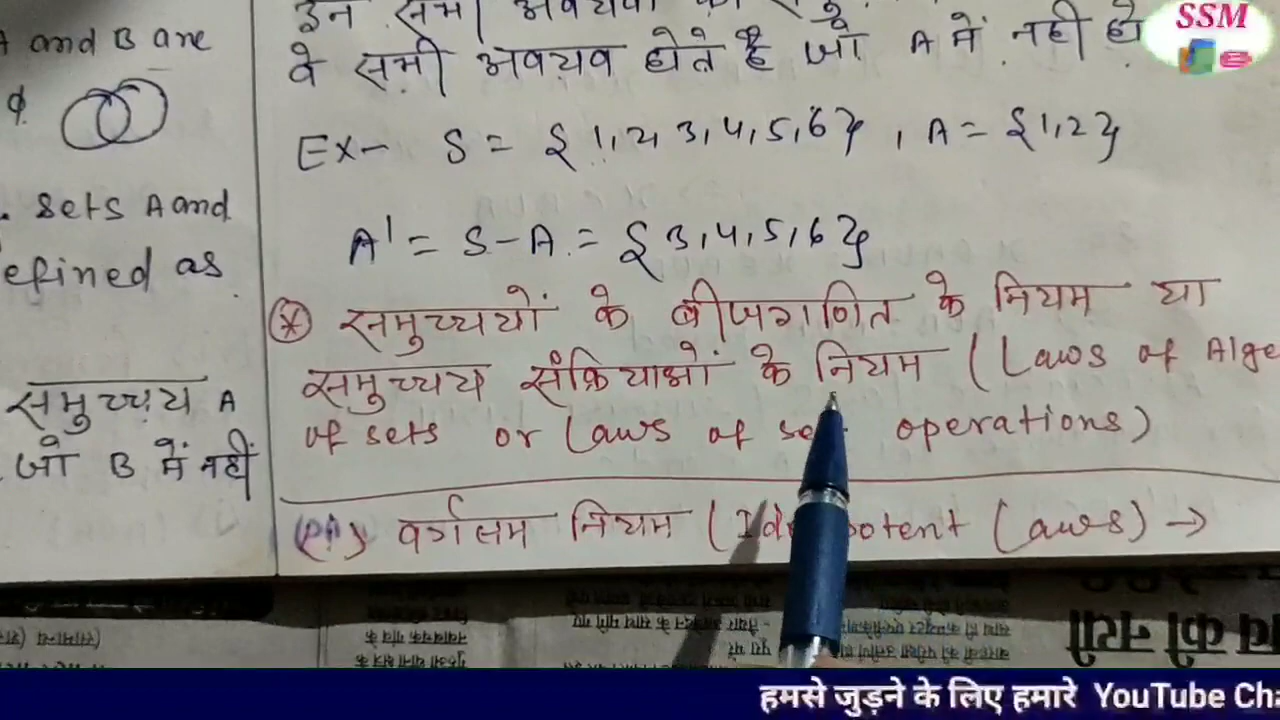 A and B are
φ
. Sets A and
efined as
समुच्चय A
जो B में नहीं
वे सभी अवयव होते है जो A में नही हो
Ex- S = {1,2,3,4,5,6}, A = {1,2}
A' = S-A = {3,4,5,6}
* समुच्चयों के बीजगणित के नियम या
समुच्चय संक्रियाओं के नियम (Laws of Alge
of sets or Laws of set operations)
वर्गसम नियम (Idempotent Laws) →
SSM
हमसे जुड़ने के लिए हमारे YouTube Cha